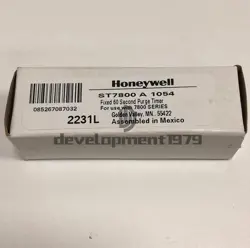 Honeywell
ST7800 A 1054
Fixed 60 Second Purge Timer
For use with 7800 SERIES
Golden Valley, MN. 55422
Assembled in Mexico
085267087032
2231L
development1979